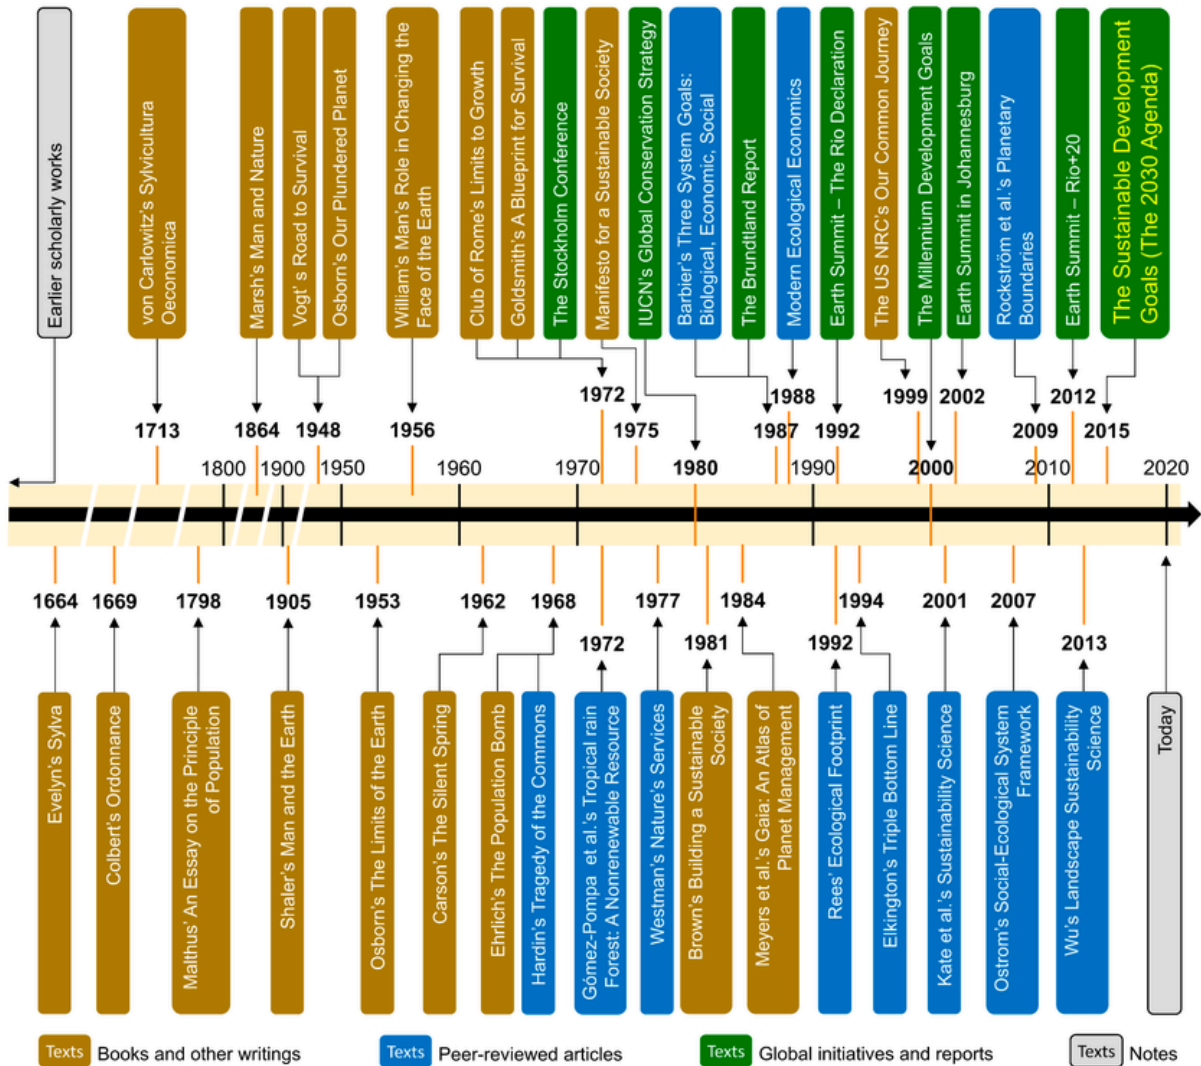 Earlier scholarly works
von Carlowitz's Sylvicultura
Oeconomica
Marsh's Man and Nature
Vogt' s Road to Survival
Osborn's Our Plundered Planet
William's Man's Role in Changing the
Face of the Earth
Club of Rome's Limits to Growth
Goldsmith's A Blueprint for Survival
The Stockholm Conference
Manifesto for a Sustainable Society
IUCN's Global Conservation Strategy
Barbier's Three System Goals:
Biological, Economic, Social
The Brundtland Report
Modern Ecological Economics
Earth Summit – The Rio Declaration
The US NRC's Our Common Journey
The Millennium Development Goals
Earth Summit in Johannesburg
Rockström et al.'s Planetary
Boundaries
Earth Summit – Rio+20
The Sustainable Development
Goals (The 2030 Agenda)
1972
1988
1999
2002
2012
1713
1864
1948
1956
1975
1987
1992
2009
2015
1800
1900
1950
1960
1970
1980
1990
2000
2010
2020
1664
1669
1798
1905
1953
1962
1968
1977
1984
1994
2001
2007
1972
1981
1992
2013
Evelyn's Sylva
Colbert's Ordonnance
Malthus' An Essay on the Principle
of Population
Shaler's Man and the Earth
Osborn's The Limits of the Earth
Carson's The Silent Spring
Ehrlich's The Population Bomb
Hardin's Tragedy of the Commons
Gómez-Pompa et al.'s Tropical rain
Forest: A Nonrenewable Resource
Westman's Nature's Services
Brown's Building a Sustainable
Society
Meyers et al.'s Gaia: An Atlas of
Planet Management
Rees' Ecological Footprint
Elkington's Triple Bottom Line
Kate et al.'s Sustainability Science
Ostrom's Social-Ecological System
Framework
Wu's Landscape Sustainability
Science
Today
Texts Books and other writings
Texts Peer-reviewed articles
Texts Global initiatives and reports
Texts Notes